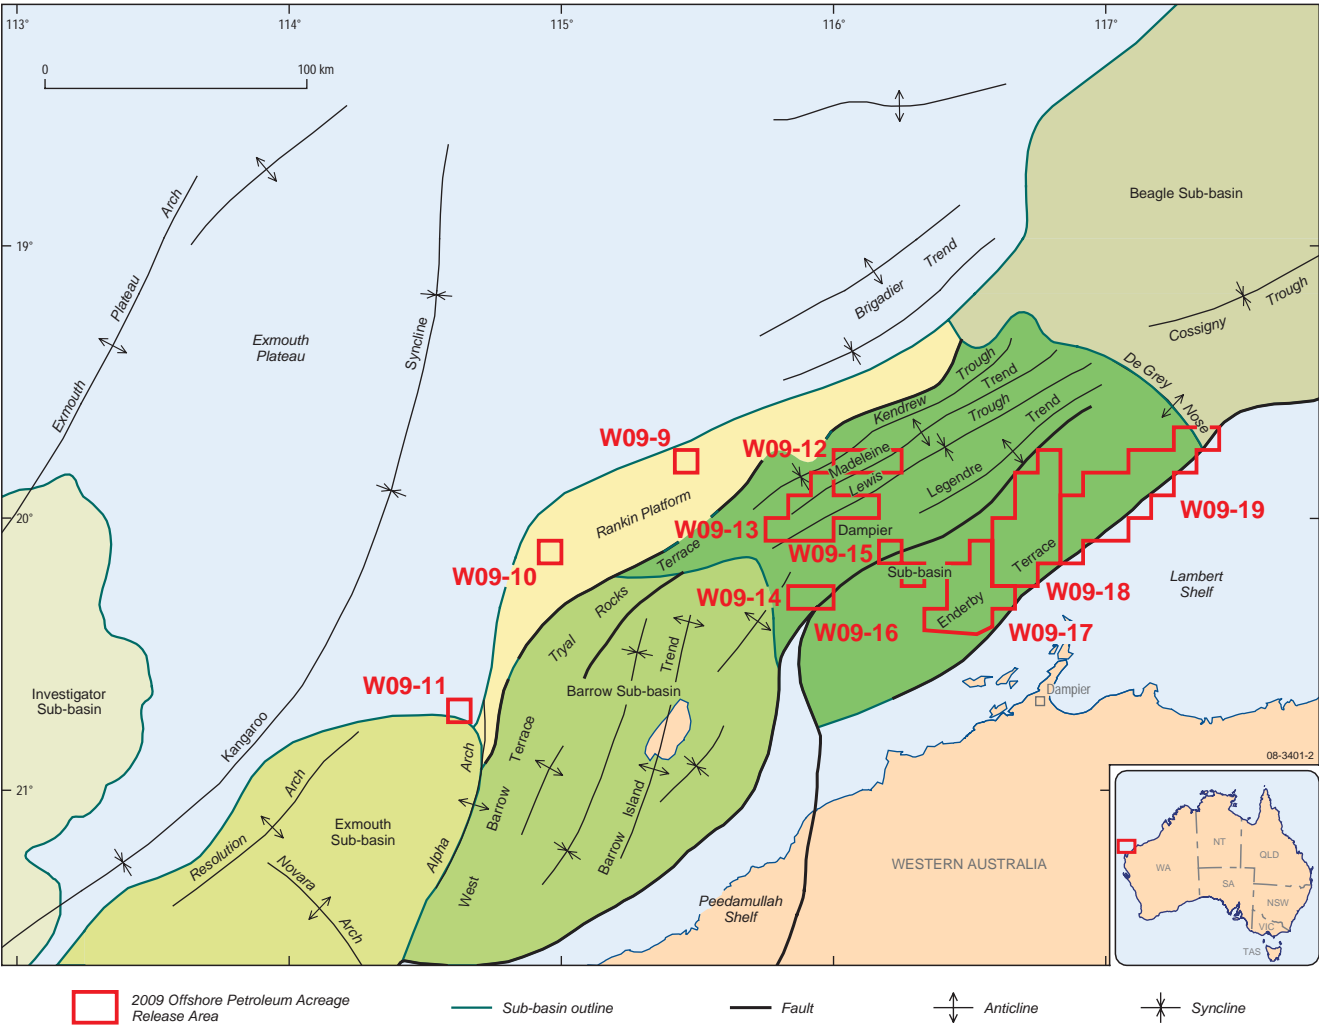 113°
114°
115°
116°
117°
0
100 km
19°
20°
21°
Exmouth
Plateau
Arch
Exmouth
Plateau
Kangaroo
Syncline
Brigadier
Trend
Beagle Sub-basin
Cossigny
Trough
De Grey
Nose
Kendrew
Trough
Madeleine
Trend
Lewis
Trough
Legendre
Trend
Rankin Platform
W09-9
W09-10
W09-11
W09-12
W09-13
W09-14
W09-15
W09-16
W09-17
W09-18
W09-19
Dampier
Sub-basin
Enderby
Terrace
Lambert
Shelf
Tryal
Rocks
Terrace
Barrow Sub-basin
Trend
Barrow
Island
West
Barrow
Terrace
Alpha
Arch
Investigator
Sub-basin
Exmouth
Sub-basin
Resolution
Arch
Novara
Arch
Peedamullah
Shelf
Dampier
WESTERN AUSTRALIA
08-3401-2
WA
NT
QLD
SA
NSW
VIC
TAS
2009 Offshore Petroleum Acreage
Release Area
Sub-basin outline
Fault
Anticline
Syncline